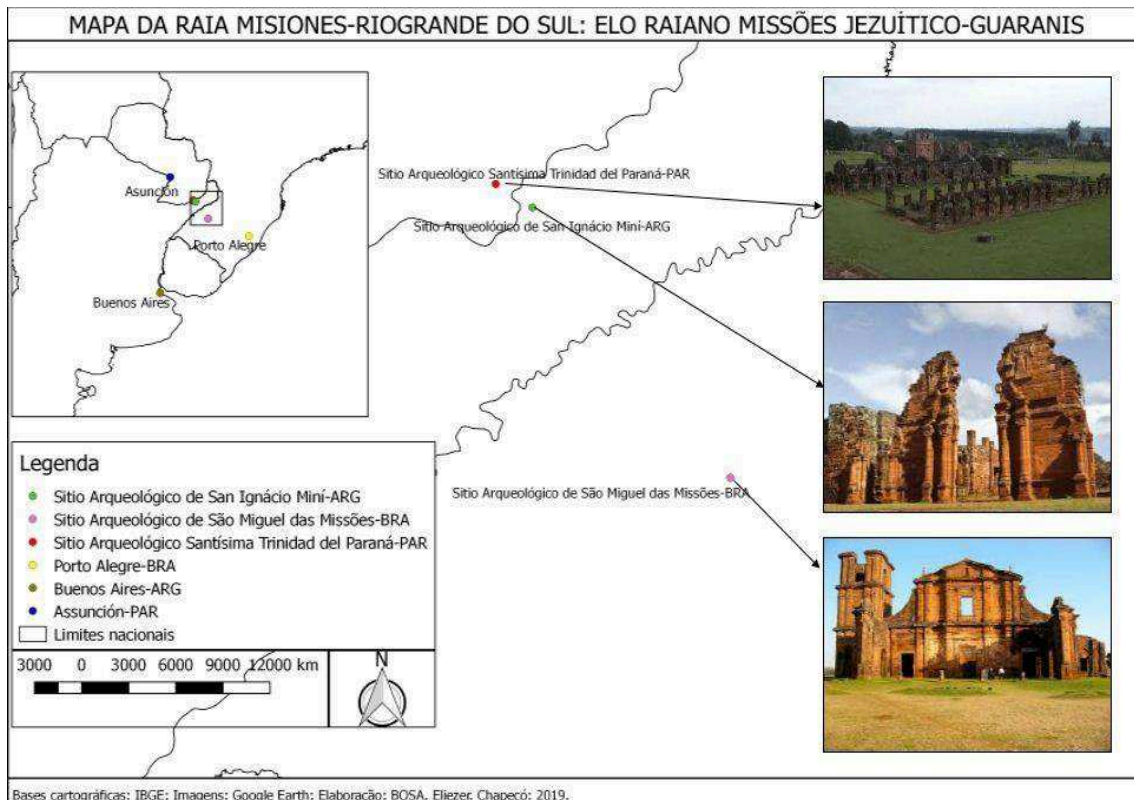 MAPA DA RAIA MISIONES-RIOGRANDE DO SUL: ELO RAIANO MISSÕES JEZUÍTICO-GUARANIS
Asunción
Porto Alegre
Buenos Aires
Sitio Arqueológico Santísima Trinidad del Paraná-PAR
Sitio Arqueológico de San Ignácio Miní-ARG
Sitio Arqueológico de São Miguel das Missões-BRA
Legenda
Sitio Arqueológico de San Ignácio Miní-ARG
Sitio Arqueológico de São Miguel das Missões-BRA
Sitio Arqueológico Santísima Trinidad del Paraná-PAR
Porto Alegre-BRA
Buenos Aires-ARG
Assunción-PAR
Limites nacionais
3000 0 3000 6000 9000 12000 km
N
Bases cartográficas: IBGE; Imagens: Google Earth; Elaboração: BOSA, Eliezer, Chapecó; 2019.